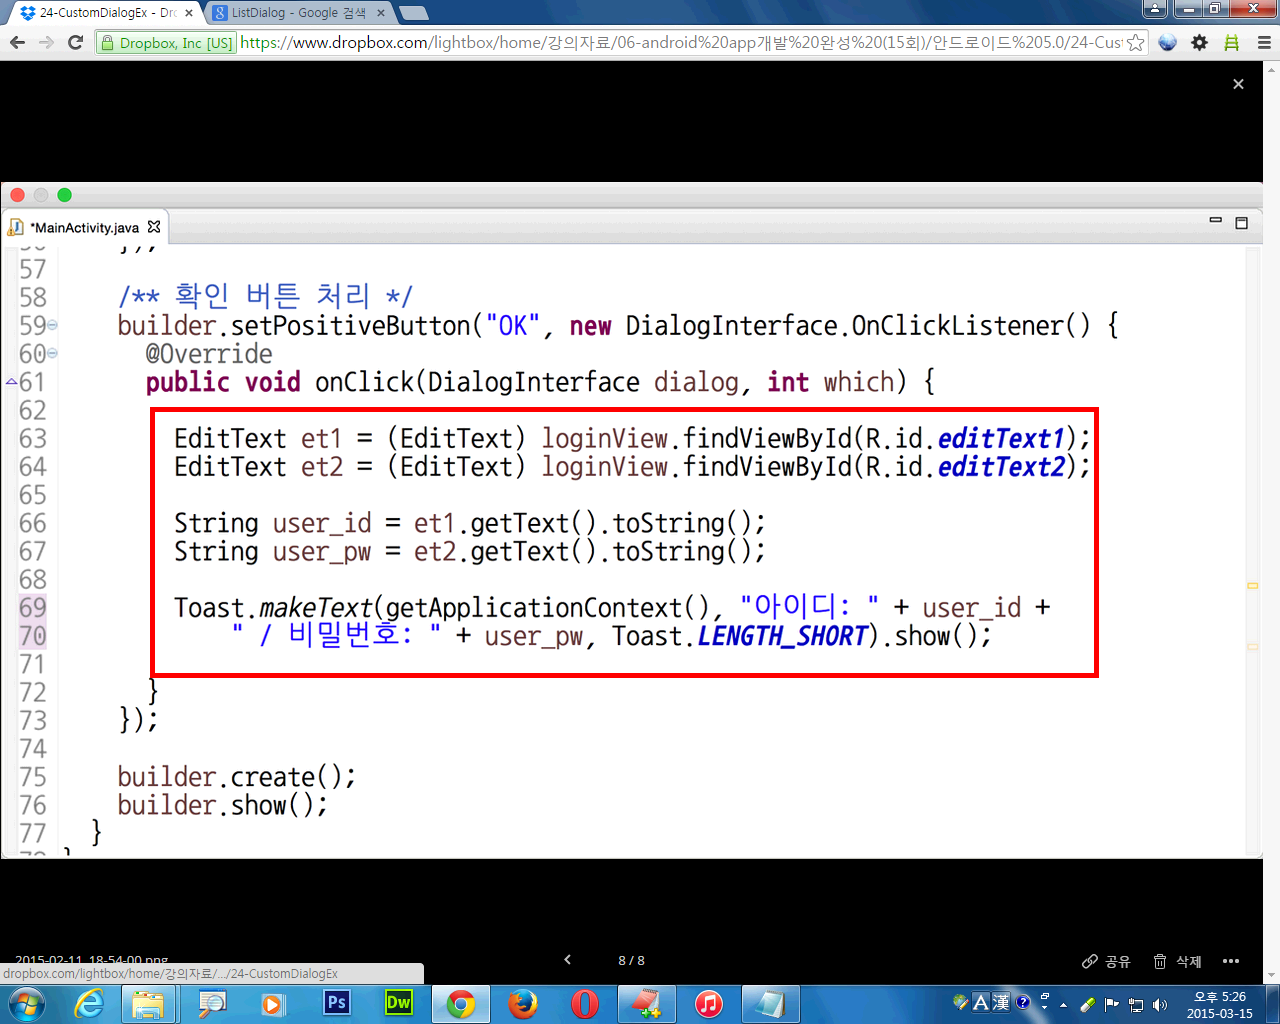 24-CustomDialogEx - Dro
ListDialog - Google 검색
Dropbox, Inc [US]
https://www.dropbox.com/lightbox/home/강의자료/06-android%20app개발%20완성%20(15회)/안드로이드%205.0/24-Cus
*MainActivity.java
57
58 /** 확인 버튼 처리 */
59 builder.setPositiveButton("OK", new DialogInterface.OnClickListener() {
60 @Override
61 public void onClick(DialogInterface dialog, int which) {
62
63 EditText et1 = (EditText) loginView.findViewById(R.id.editText1);
64 EditText et2 = (EditText) loginView.findViewById(R.id.editText2);
65
66 String user_id = et1.getText().toString();
67 String user_pw = et2.getText().toString();
68
69 Toast.makeText(getApplicationContext(), "아이디: " + user_id +
70 " / 비밀번호: " + user_pw, Toast.LENGTH_SHORT).show();
71
72 }
73 });
74
75 builder.create();
76 builder.show();
77 }
2015-02-11 18-54-00.png
8 / 8
공유
삭제
dropbox.com/lightbox/home/강의자료/.../24-CustomDialogEx
Ps
Dw
A 漢
오후 5:26
2015-03-15